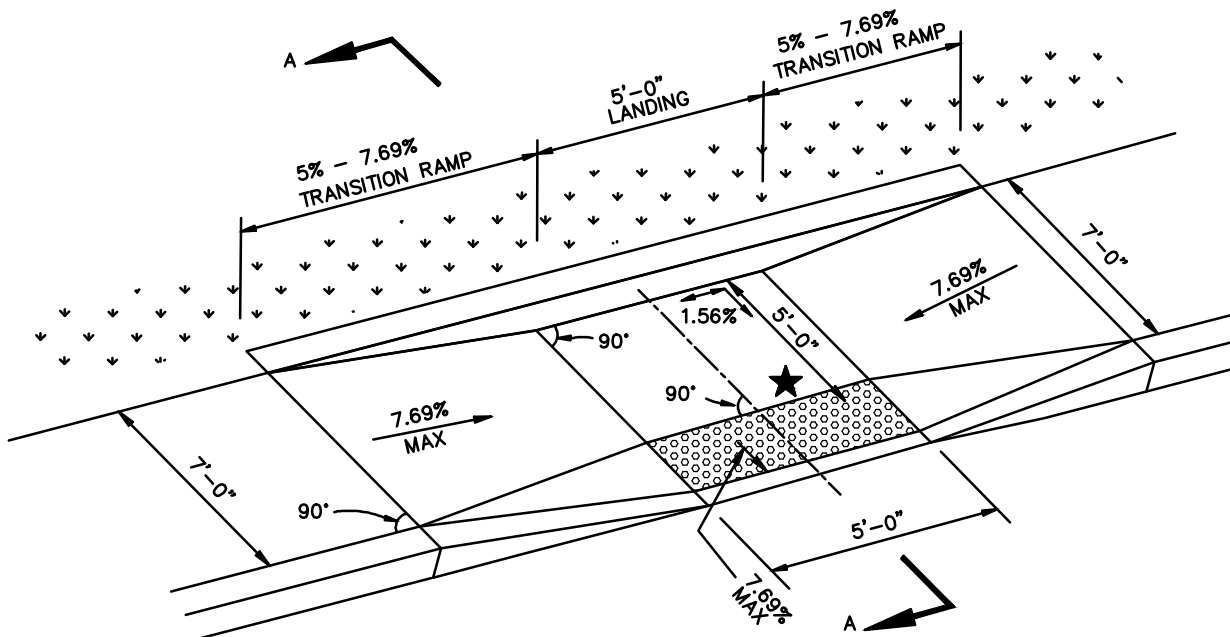 A
5% - 7.69%
TRANSITION RAMP
5'-0"
LANDING
5% - 7.69%
TRANSITION RAMP
7'-0"
7.69%
MAX
1.56%
5'-0"
90°
90°
7.69%
MAX
7'-0"
90°
5'-0"
7.69%
MAX
A